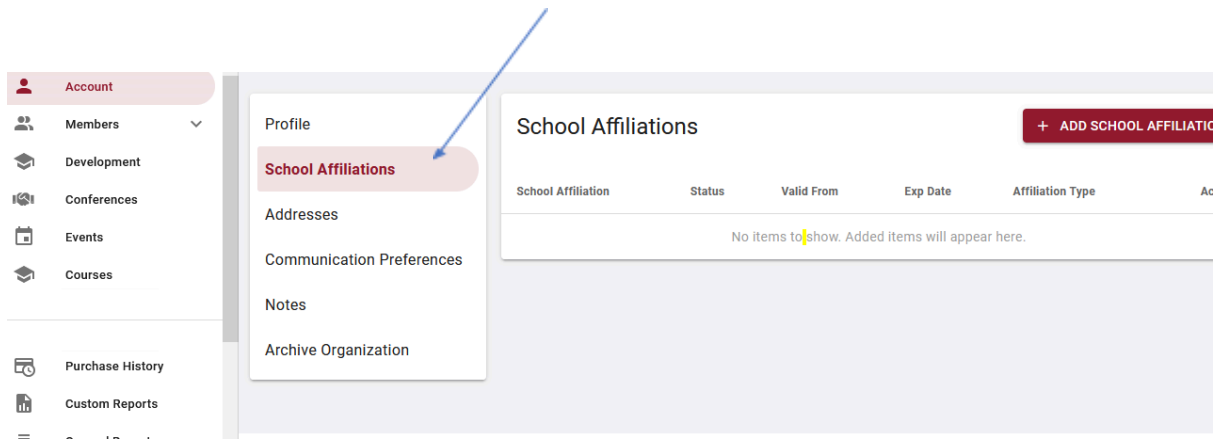 Account
Members
Development
Conferences
Events
Courses
Purchase History
Custom Reports
Profile
School Affiliations
Addresses
Communication Preferences
Notes
Archive Organization
School Affiliations
+ ADD SCHOOL AFFILIATIO
School Affiliation Status Valid From Exp Date Affiliation Type Ac
No items to show. Added items will appear here.